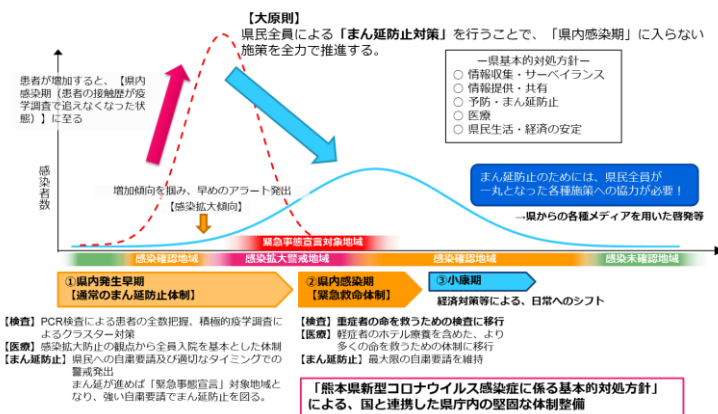 【大原則】
県民全員による「まん延防止対策」を行うことで、「県内感染期」に入らない
施策を全力で推進する。
患者が増加すると、【県内
感染期（患者の接触歴が疫
学調査で追えなくなった状
態）】に至る
ー県基本的対処方針ー
○ 情報収集・サーベイランス
○ 情報提供・共有
○ 予防・まん延防止
○ 医療
○ 県民生活・経済の安定
感染者数
増加傾向を掴み、早めのアラート発出
【感染拡大傾向】
まん延防止のためには、県民全員が
一丸となった各種施策への協力が必要！
→県からの各種メディアを用いた啓発等
緊急事態宣言対象地域
感染確認地域
感染拡大警戒地域
感染確認地域
感染未確認地域
①県内発生早期
【通常のまん延防止体制】
②県内感染期
【緊急救命体制】
③小康期
経済対策等による、日常へのシフト
【検査】PCR検査による患者の全数把握、積極的疫学調査に
よるクラスター対策
【医療】感染拡大防止の観点から全員入院を基本とした体制
【まん延防止】県民への自粛要請及び適切なタイミングでの
警戒発出
まん延が進めば「緊急事態宣言」対象地域と
なり、強い自粛要請でまん延防止を図る。
【検査】重症者の命を救うための検査に移行
【医療】軽症者のホテル療養を含めた、より
多くの命を救うための体制に移行
【まん延防止】最大限の自粛要請を維持
「熊本県新型コロナウイルス感染症に係る基本的対処方針」
による、国と連携した県庁内の堅固な体制整備